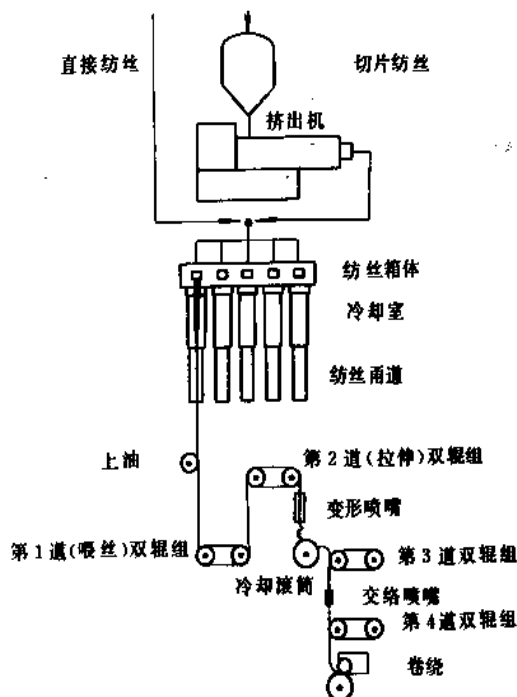 直接纺丝
切片纺丝
挤出机
纺丝箱体
冷却室
纺丝甬道
上油
第2道(拉伸)双辊组
变形喷嘴
第1道(喂丝)双辊组
冷却滚筒
第3道双辊组
交络喷嘴
第4道双辊组
卷绕